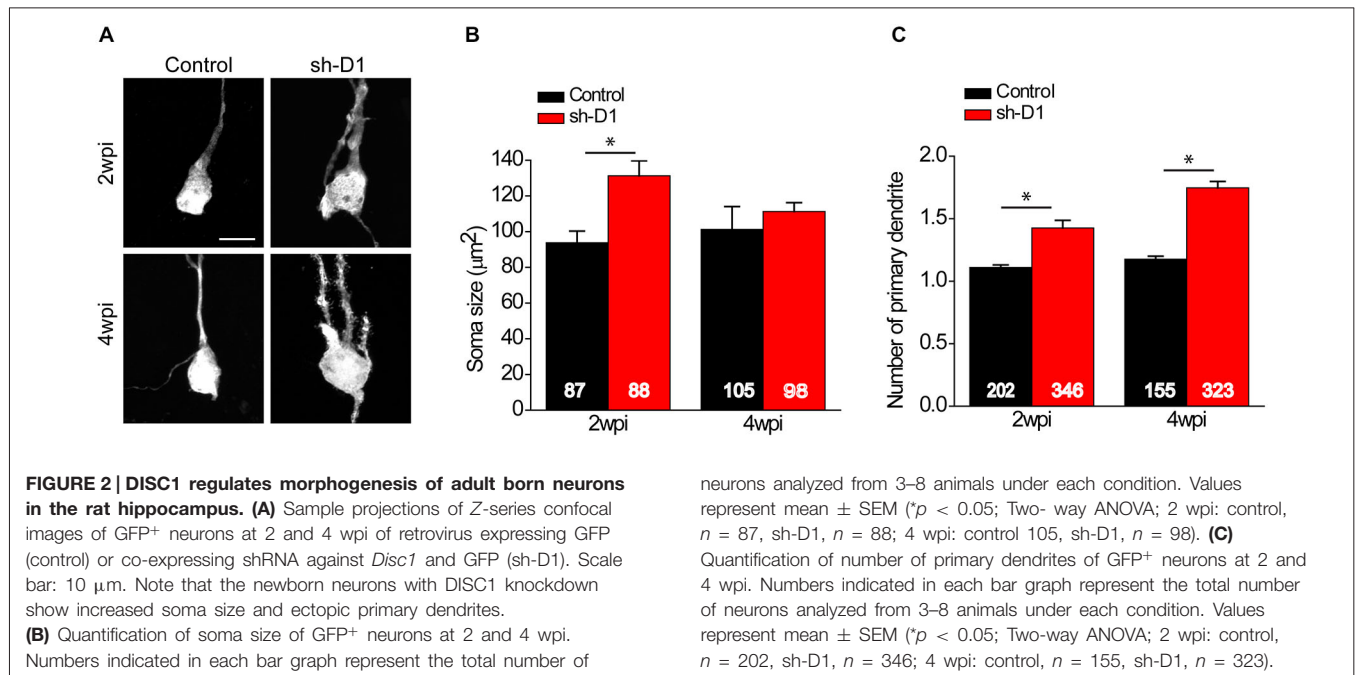 A
Control
sh-D1
2wpi
4wpi
B
Control
sh-D1
*
Soma size (μm²)
140
120
100
80
60
40
20
0
87
88
105
98
2wpi
4wpi
C
Control
sh-D1
*
*
Number of primary dendrite
2.0
1.5
1.0
0.5
0.0
202
346
155
323
2wpi
4wpi
FIGURE 2 | DISC1 regulates morphogenesis of adult born neurons
in the rat hippocampus. (A) Sample projections of Z-series confocal
images of GFP⁺ neurons at 2 and 4 wpi of retrovirus expressing GFP
(control) or co-expressing shRNA against Disc1 and GFP (sh-D1). Scale
bar: 10 μm. Note that the newborn neurons with DISC1 knockdown
show increased soma size and ectopic primary dendrites.
(B) Quantification of soma size of GFP⁺ neurons at 2 and 4 wpi.
Numbers indicated in each bar graph represent the total number of
neurons analyzed from 3–8 animals under each condition. Values
represent mean ± SEM (*p < 0.05; Two- way ANOVA; 2 wpi: control,
n = 87, sh-D1, n = 88; 4 wpi: control 105, sh-D1, n = 98). (C)
Quantification of number of primary dendrites of GFP⁺ neurons at 2 and
4 wpi. Numbers indicated in each bar graph represent the total number
of neurons analyzed from 3–8 animals under each condition. Values
represent mean ± SEM (*p < 0.05; Two-way ANOVA; 2 wpi: control,
n = 202, sh-D1, n = 346; 4 wpi: control, n = 155, sh-D1, n = 323).